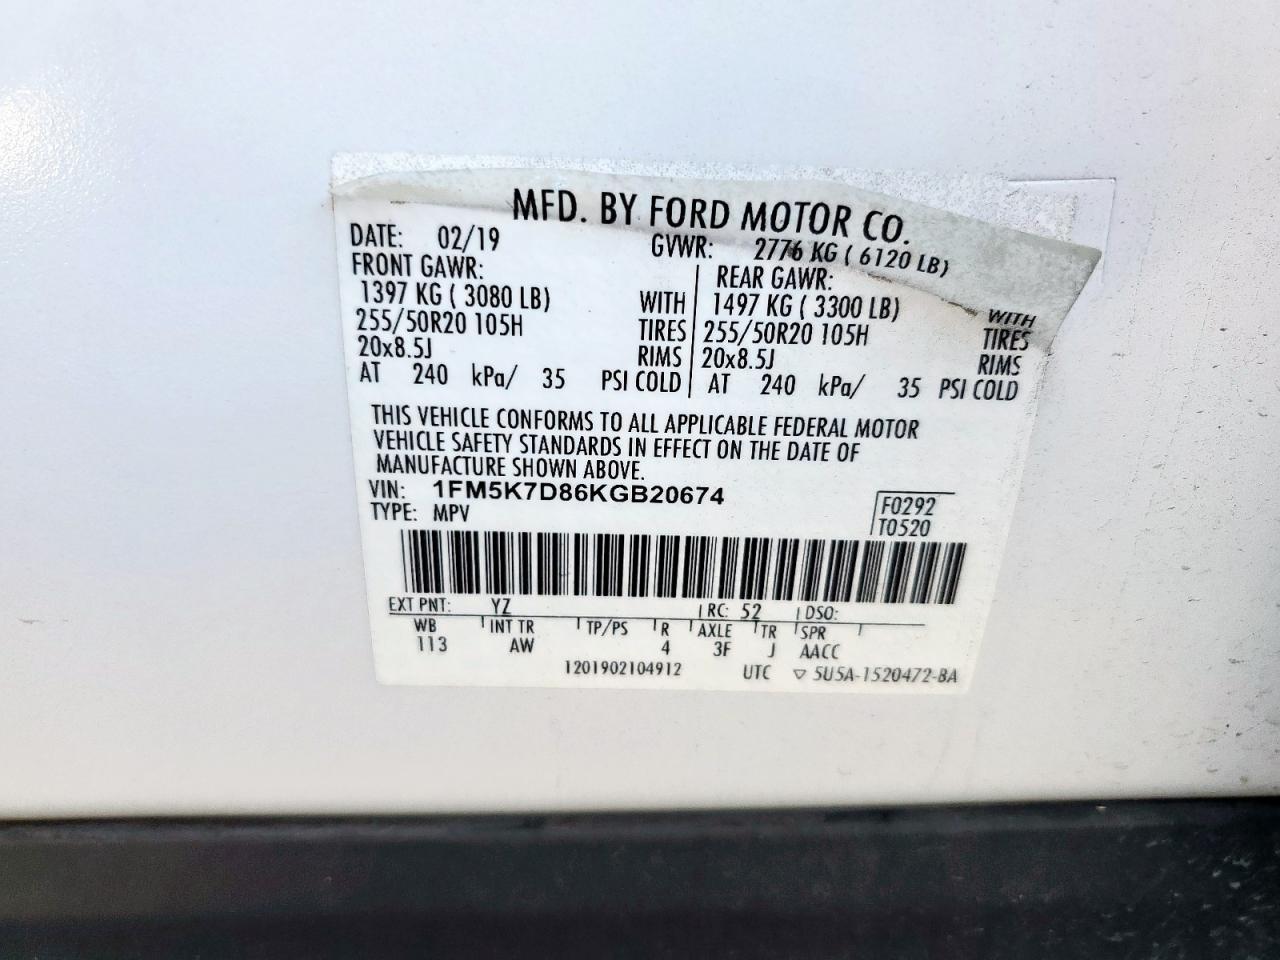 MFD. BY FORD MOTOR CO.
DATE: 02/19 GVWR: 2776 KG ( 6120 LB)
FRONT GAWR: REAR GAWR:
1397 KG ( 3080 LB) WITH 1497 KG ( 3300 LB) WITH
255/50R20 105H TIRES 255/50R20 105H TIRES
20x8.5J RIMS 20x8.5J RIMS
AT 240 kPa/ 35 PSI COLD AT 240 kPa/ 35 PSI COLD
THIS VEHICLE CONFORMS TO ALL APPLICABLE FEDERAL MOTOR
VEHICLE SAFETY STANDARDS IN EFFECT ON THE DATE OF
MANUFACTURE SHOWN ABOVE.
VIN: 1FM5K7D86KGB20674 F0292
TYPE: MPV T0520
EXT PNT: YZ RC: 52 DSO:
WB INT TR TP/PS R AXLE TR SPR
113 AW 4 3F J AACC
1201902104912 UTC ▽ 5U5A-1520472-BA